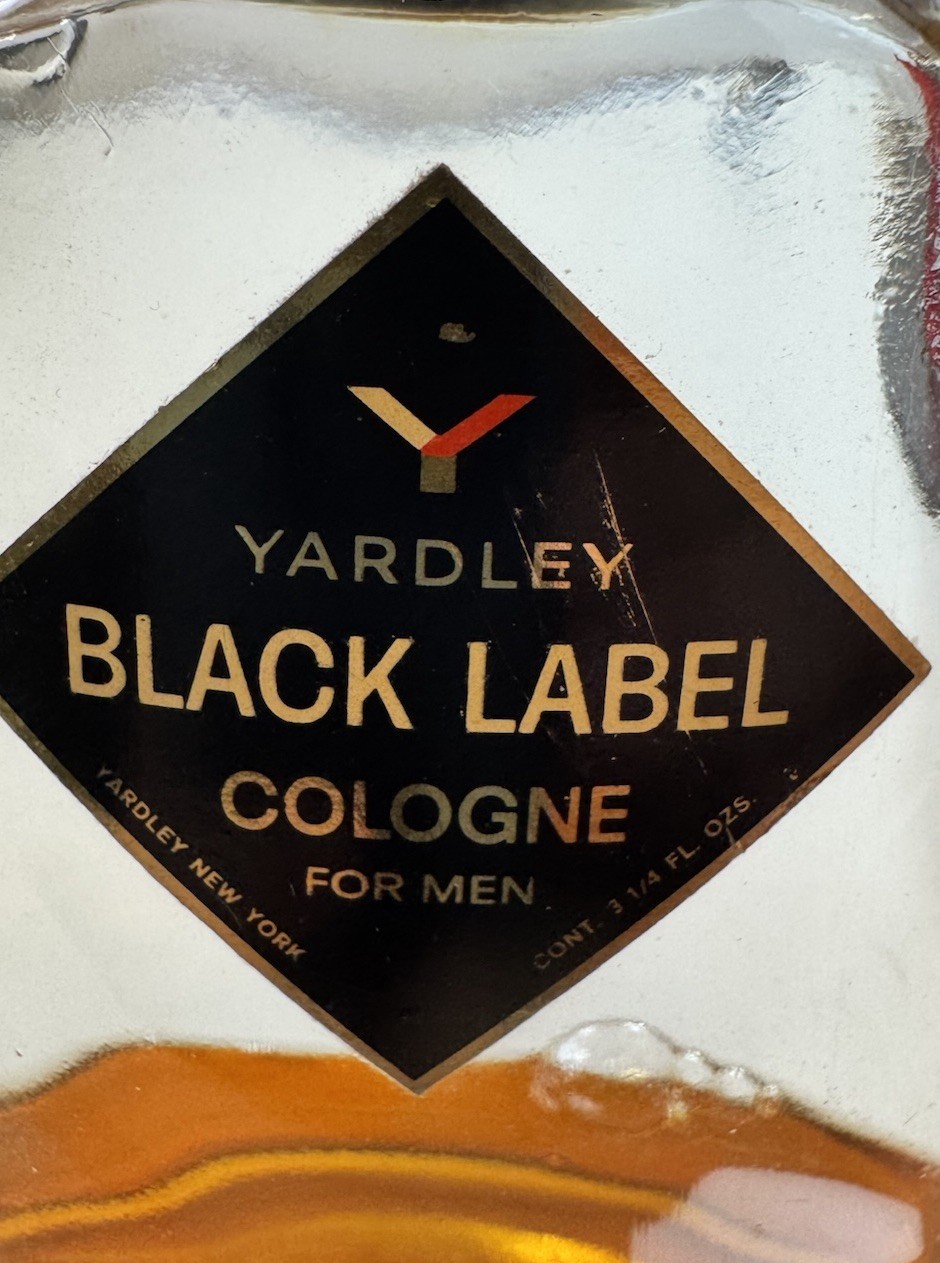 YARDLEY
BLACK LABEL
COLOGNE
FOR MEN
YARDLEY NEW YORK
CONT. 3 1/4 FL. OZS.